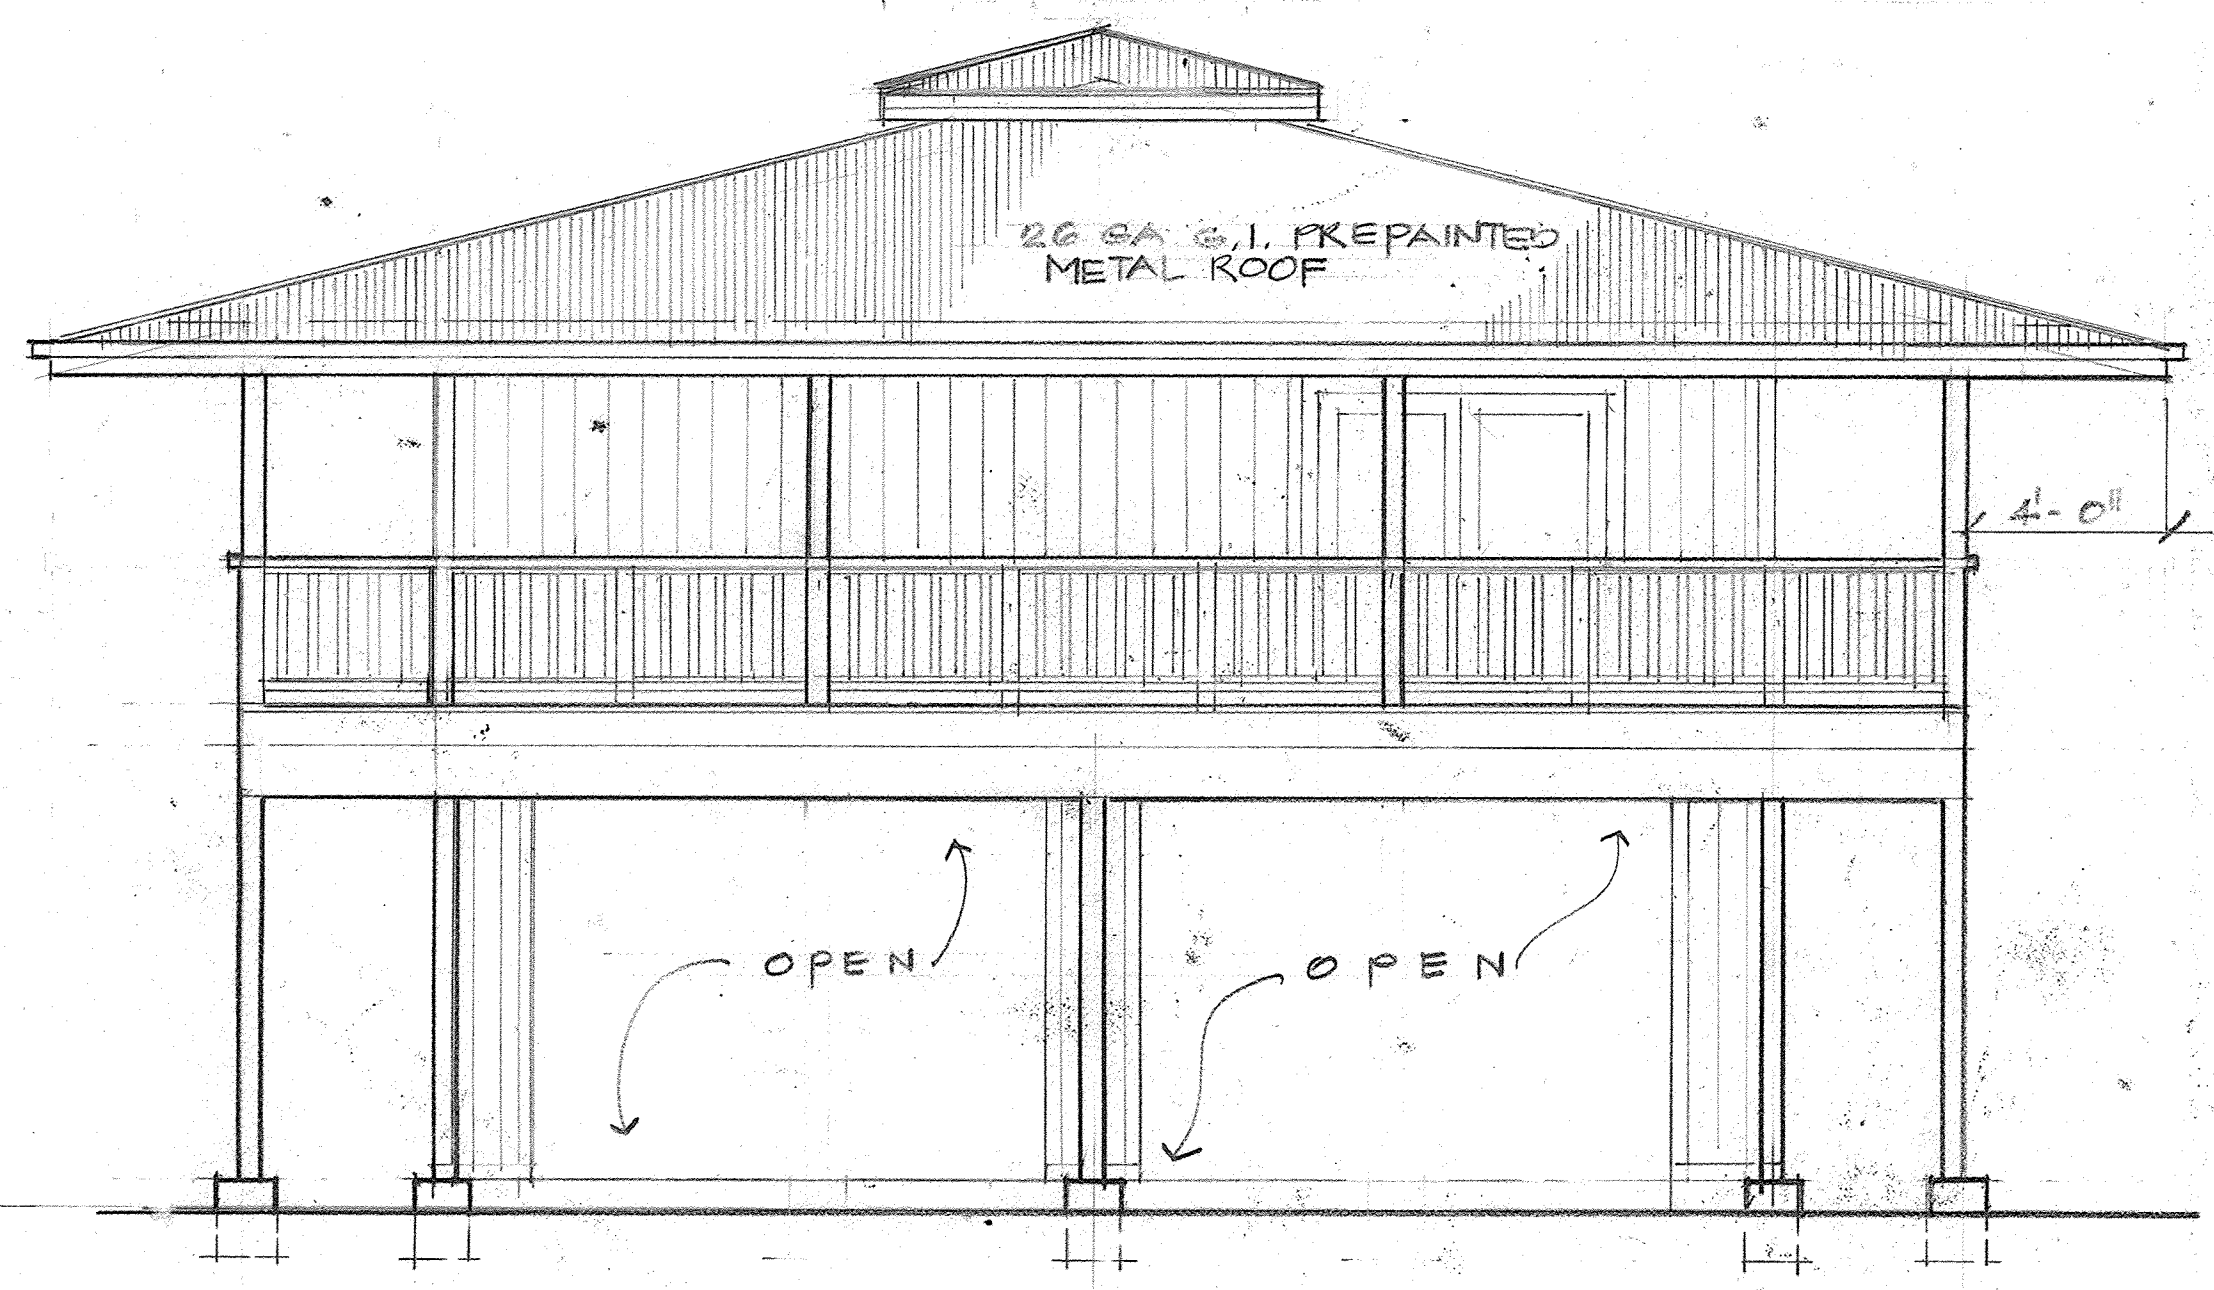 26 GA G.I. PREPAINTED
METAL ROOF
4'-0"
OPEN
OPEN